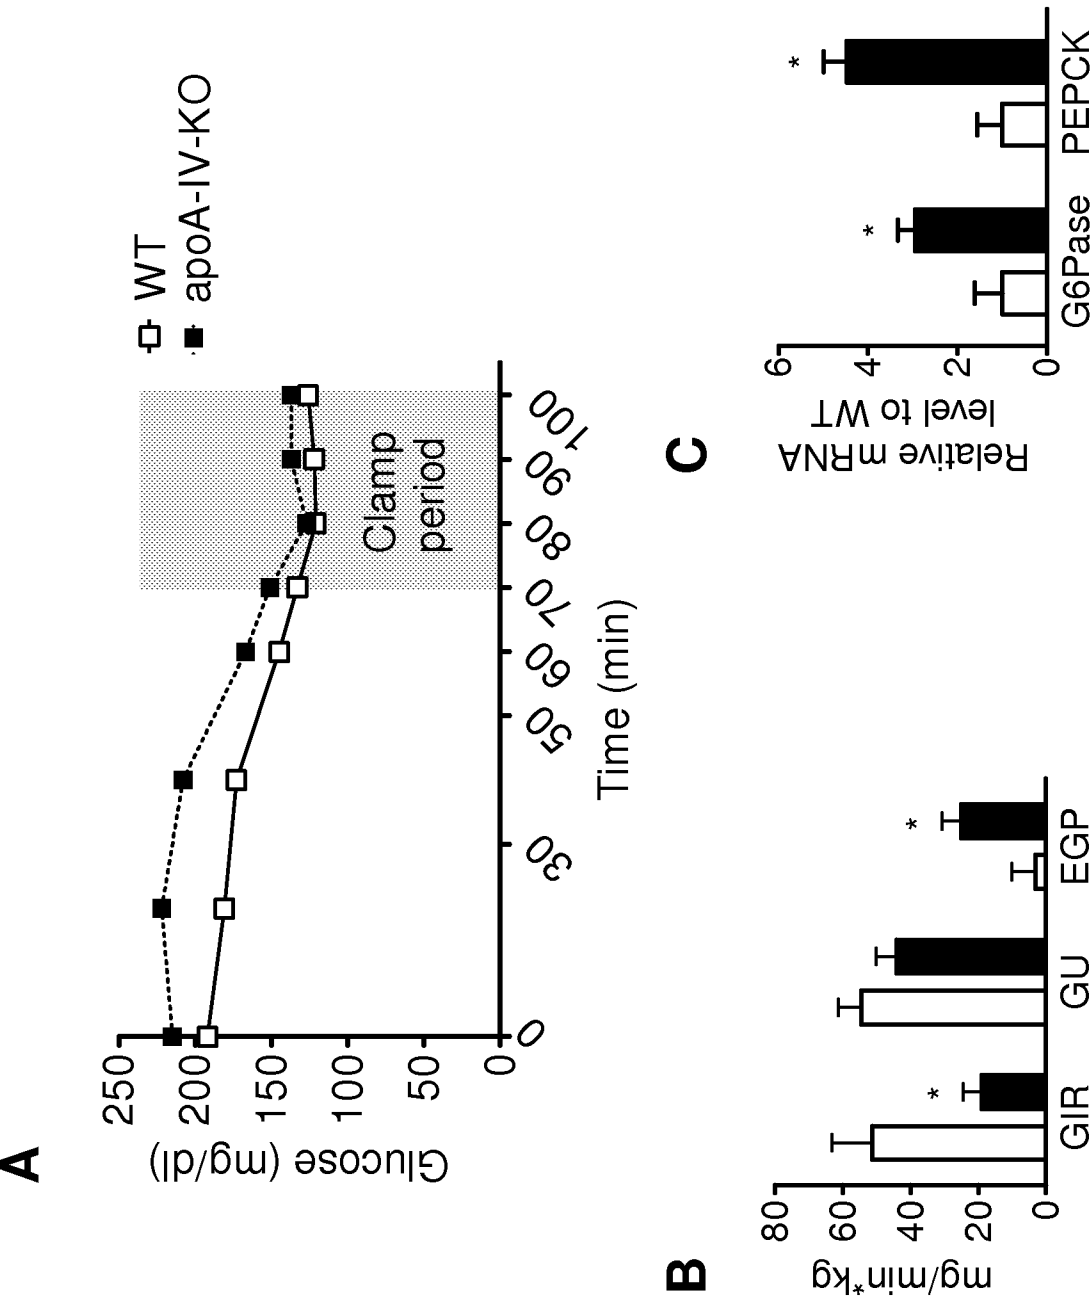 A
WT
apoA-IV-KO
Glucose (mg/dl)
250
200
150
100
50
0
Clamp
period
0
30
50
60
70
80
90
100
Time (min)
B
mg/min*kg
80
60
40
20
0
*
*
GIR
GU
EGP
C
Relative mRNA
level to WT
6
4
2
0
*
*
G6Pase
PEPCK